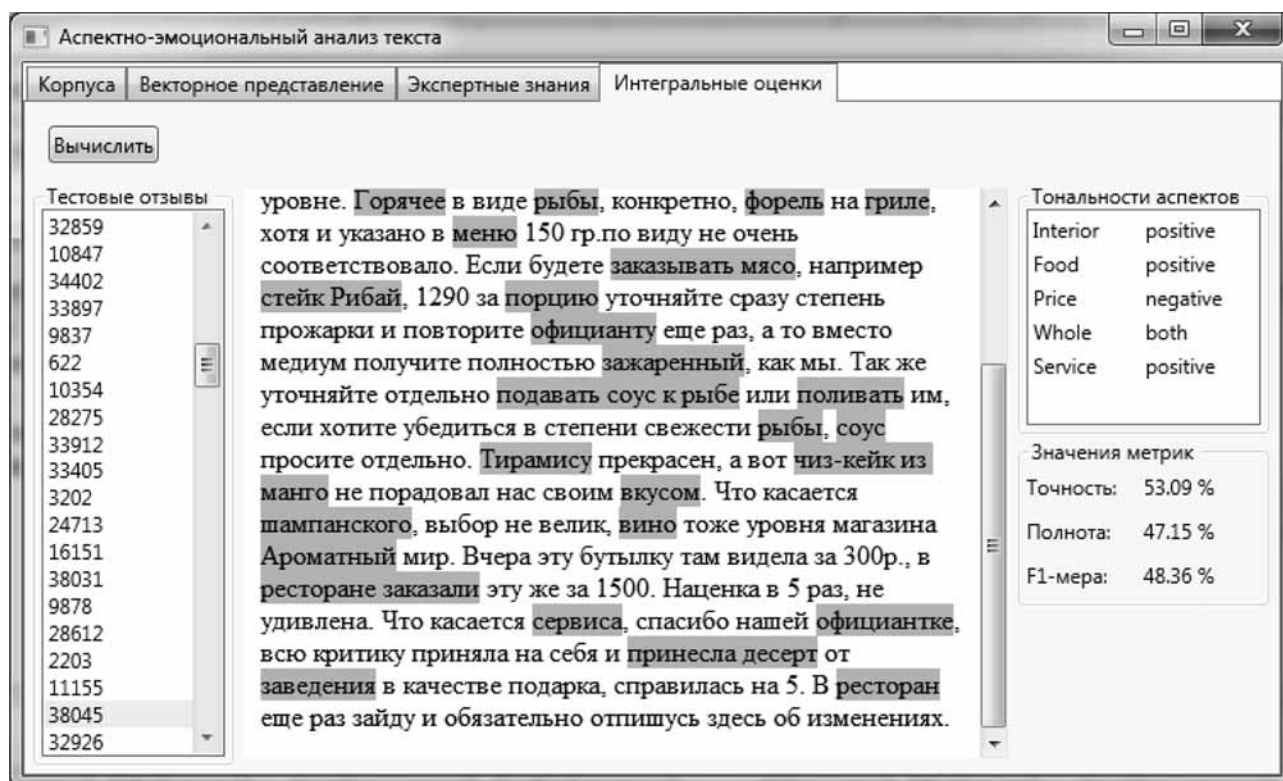 Аспектно-эмоциональный анализ текста
Корпуса Векторное представление Экспертные знания Интегральные оценки
Вычислить
Тестовые отзывы
32859
10847
34402
33897
9837
622
10354
28275
33912
33405
3202
24713
16151
38031
9878
28612
2203
11155
38045
32926
уровне. Горячее в виде рыбы, конкретно, форель на гриле,
хотя и указано в меню 150 гр.по виду не очень
соответствовало. Если будете заказывать мясо, например
стейк Рибай, 1290 за порцию уточняйте сразу степень
прожарки и повторите официанту еще раз, а то вместо
медиум получите полностью зажаренный, как мы. Так же
уточняйте отдельно подавать соус к рыбе или поливать им,
если хотите убедиться в степени свежести рыбы, соус
просите отдельно. Тирамису прекрасен, а вот чиз-кейк из
манго не порадовал нас своим вкусом. Что касается
шампанского, выбор не велик, вино тоже уровня магазина
Ароматный мир. Вчера эту бутылку там видела за 300р., в
ресторане заказали эту же за 1500. Наценка в 5 раз, не
удивлена. Что касается сервиса, спасибо нашей официантке,
всю критику приняла на себя и принесла десерт от
заведения в качестве подарка, справилась на 5. В ресторан
еще раз зайду и обязательно отпишусь здесь об изменениях.
Тональности аспектов
Interior positive
Food positive
Price negative
Whole both
Service positive
Значения метрик
Точность: 53.09 %
Полнота: 47.15 %
F1-мера: 48.36 %